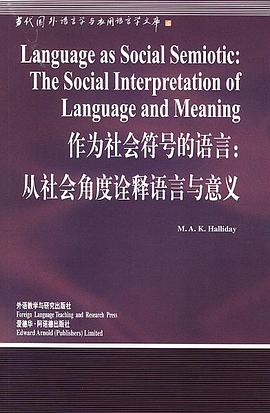 当代国外语言学与应用语言学文库
Language as Social Semiotic:
The Social Interpretation of
Language and Meaning
作为社会符号的语言:
从社会角度诠释语言与意义
M. A. K. Halliday
外语教学与研究出版社
Foreign Language Teaching and Research Press
爱德华·阿诺德出版社
Edward Arnold (Publishers) Limited